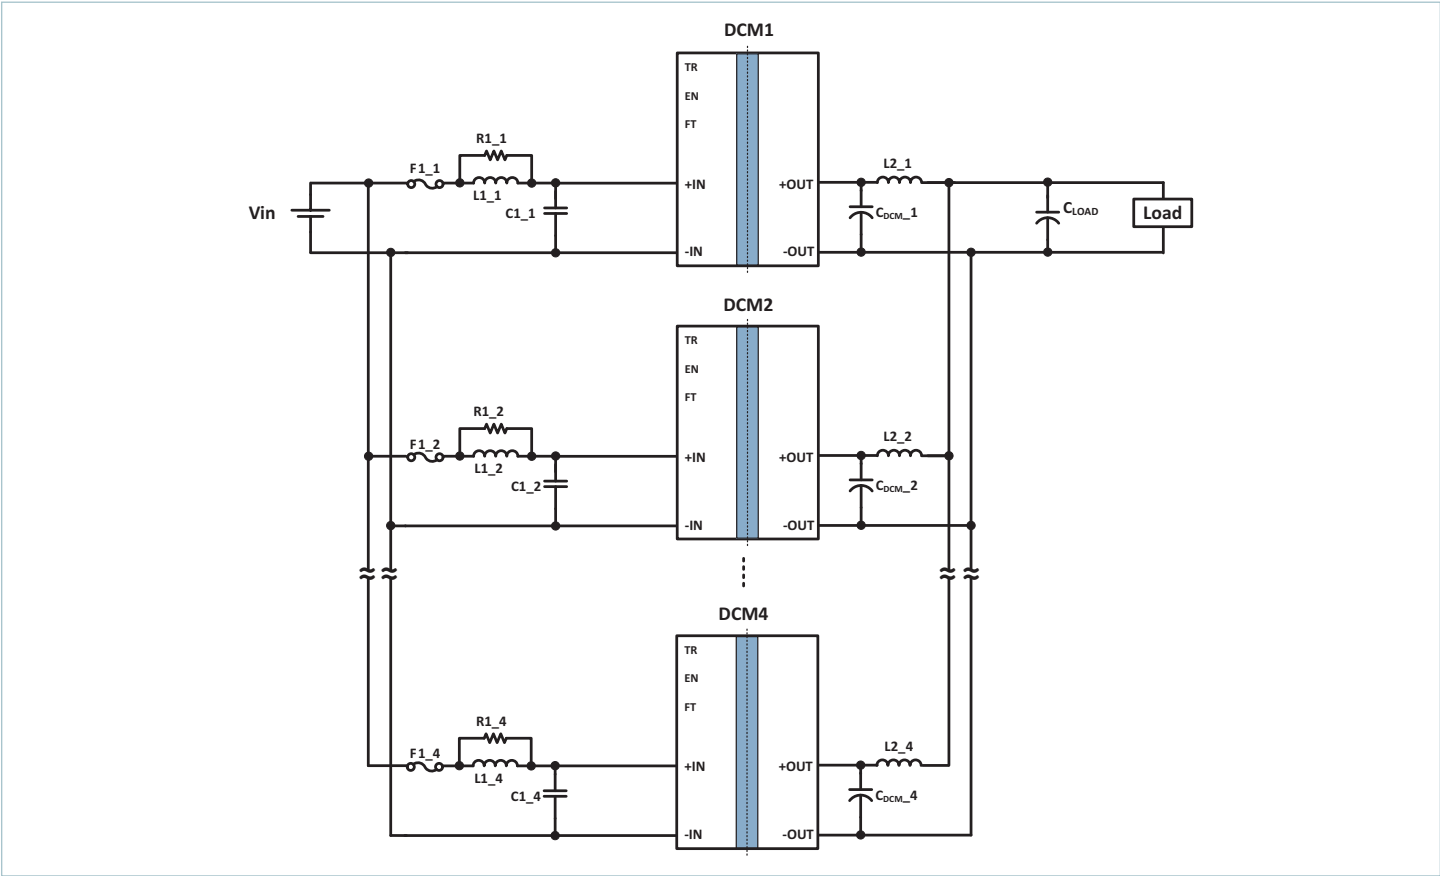 DCM1
TR
EN
FT
R1_1
F1_1
L1_1
C1_1
+IN
-IN
+OUT
-OUT
L2_1
CDCM_1
CLOAD
Load
Vin
DCM2
TR
EN
FT
R1_2
F1_2
L1_2
C1_2
+IN
-IN
+OUT
-OUT
L2_2
CDCM_2
DCM4
TR
EN
FT
R1_4
F1_4
L1_4
C1_4
+IN
-IN
+OUT
-OUT
L2_4
CDCM_4